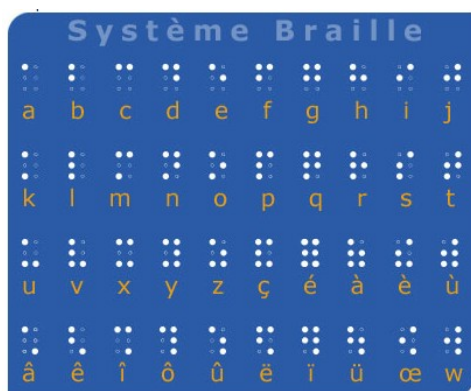 Système Braille
a b c d e f g h i j
k l m n o p q r s t
u v x y z ç é à è ù
â ê î ô û ë ï ü œ w